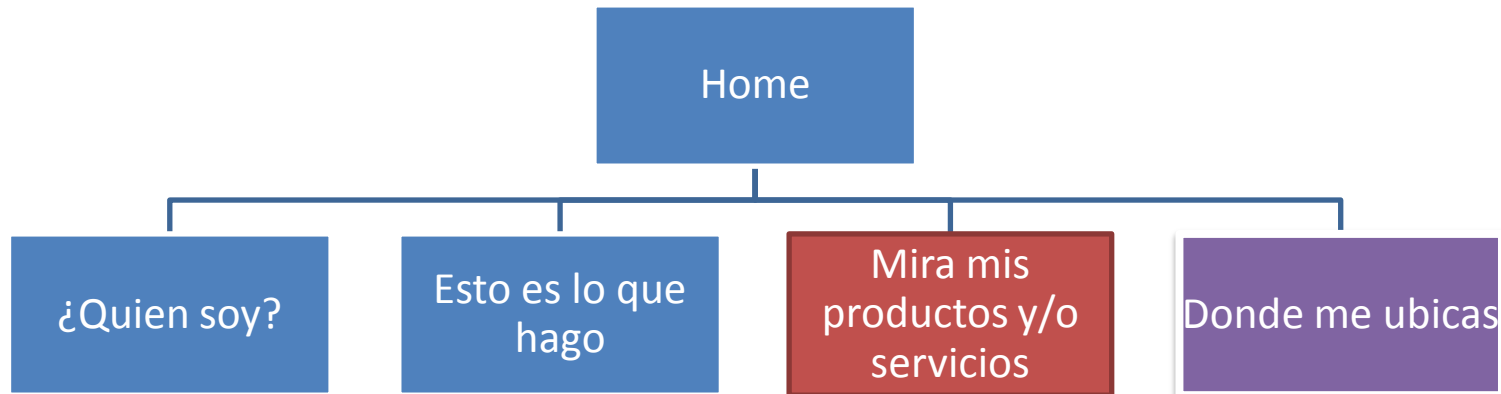 Home
¿Quien soy?
Esto es lo que
hago
Mira mis
productos y/o
servicios
Donde me ubicas